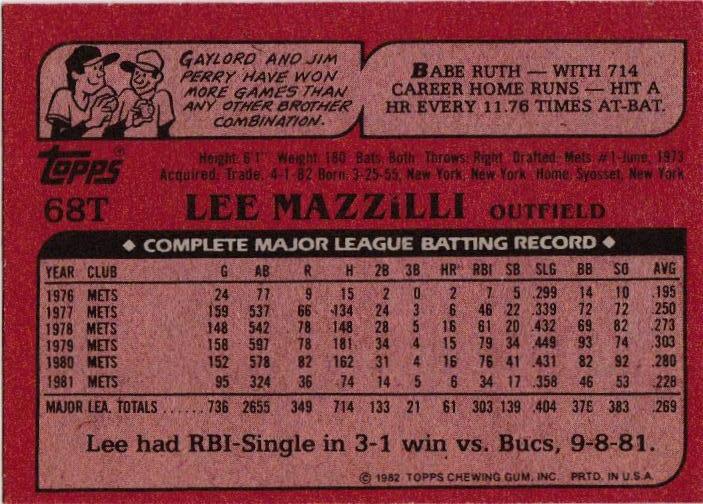 GAYLORD AND JIM
PERRY HAVE WON
MORE GAMES THAN
ANY OTHER BROTHER
COMBINATION.
BABE RUTH — WITH 714
CAREER HOME RUNS — HIT A
HR EVERY 11.76 TIMES AT-BAT.
Topps®
Height: 6'1" Weight: 180 Bats: Both Throws: Right Drafted: Mets #1-June, 1973
Acquired: Trade, 4-1-82 Born: 3-25-55, New York, New York Home: Syosset, New York
68T LEE MAZZiLLI OUTFIELD
◆ COMPLETE MAJOR LEAGUE BATTING RECORD ◆
YEAR CLUB G AB R H 2B 3B HR RBI SB SLG BB SO AVG
1976 METS 24 77 9 15 2 0 2 7 5 .299 14 10 .195
1977 METS 159 537 66 134 24 3 6 46 22 .339 72 72 .250
1978 METS 148 542 78 148 28 5 16 61 20 .432 69 82 .273
1979 METS 158 597 78 181 34 4 15 79 34 .449 93 74 .303
1980 METS 152 578 82 162 31 4 16 76 41 .431 82 92 .280
1981 METS 95 324 36 74 14 5 6 34 17 .358 46 53 .228
MAJOR LEA. TOTALS ...... 736 2655 349 714 133 21 61 303 139 .404 376 383 .269
Lee had RBI-Single in 3-1 win vs. Bucs, 9-8-81.
© 1982 TOPPS CHEWING GUM, INC. PRTD. IN U.S.A.